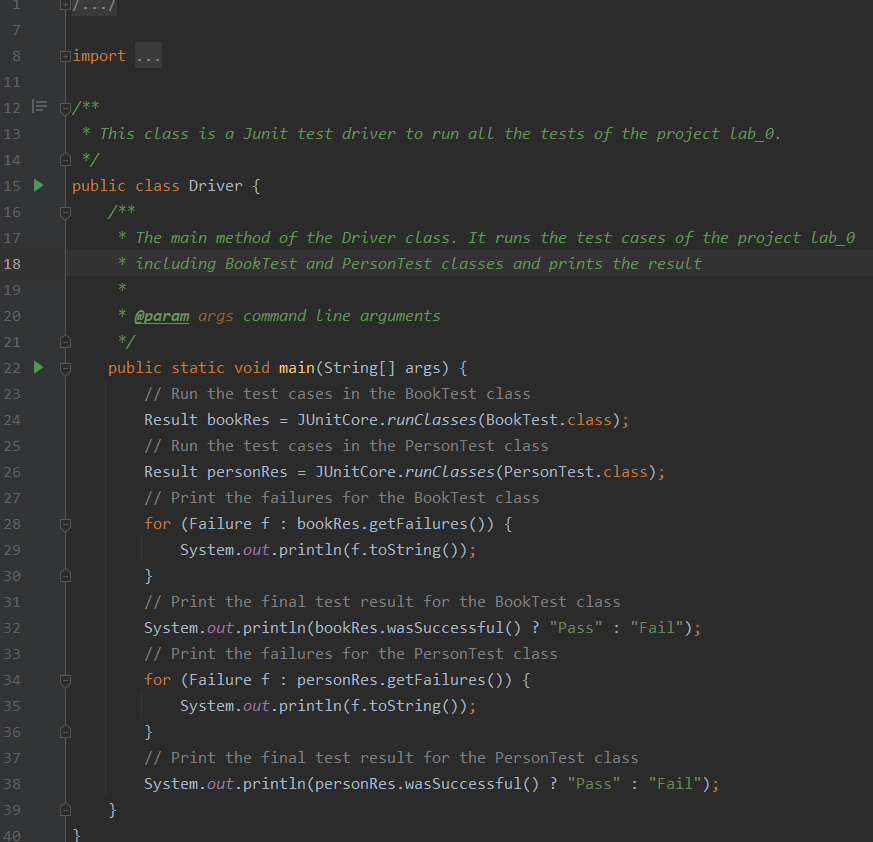 1 /.../
7
8 import ...
11
12 /**
13  * This class is a Junit test driver to run all the tests of the project lab_0.
14  */
15 public class Driver {
16     /**
17      * The main method of the Driver class. It runs the test cases of the project lab_0
18      * including BookTest and PersonTest classes and prints the result
19      *
20      * @param args command line arguments
21      */
22     public static void main(String[] args) {
23         // Run the test cases in the BookTest class
24         Result bookRes = JUnitCore.runClasses(BookTest.class);
25         // Run the test cases in the PersonTest class
26         Result personRes = JUnitCore.runClasses(PersonTest.class);
27         // Print the failures for the BookTest class
28         for (Failure f : bookRes.getFailures()) {
29             System.out.println(f.toString());
30         }
31         // Print the final test result for the BookTest class
32         System.out.println(bookRes.wasSuccessful() ? "Pass" : "Fail");
33         // Print the failures for the PersonTest class
34         for (Failure f : personRes.getFailures()) {
35             System.out.println(f.toString());
36         }
37         // Print the final test result for the PersonTest class
38         System.out.println(personRes.wasSuccessful() ? "Pass" : "Fail");
39     }
40 }